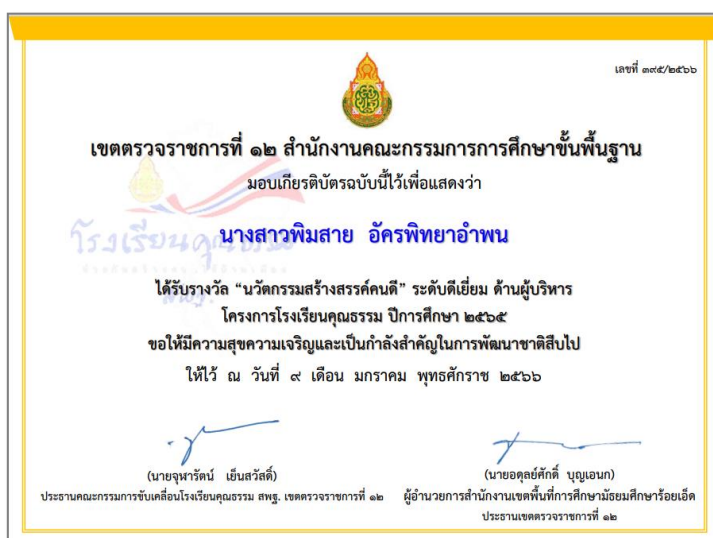 เลขที่ ๓๙๕/๒๕๖๖
เขตตรวจราชการที่ ๑๒ สำนักงานคณะกรรมการการศึกษาขั้นพื้นฐาน
มอบเกียรติบัตรฉบับนี้ไว้เพื่อแสดงว่า
โรงเรียนคุณธรรม
สพฐ.
นางสาวพิมสาย อัครพิทยาอำพน
ได้รับรางวัล “นวัตกรรมสร้างสรรค์คนดี” ระดับดีเยี่ยม ด้านผู้บริหาร
โครงการโรงเรียนคุณธรรม ปีการศึกษา ๒๕๖๕
ขอให้มีความสุขความเจริญและเป็นกำลังสำคัญในการพัฒนาชาติสืบไป
ให้ไว้ ณ วันที่ ๙ เดือน มกราคม พุทธศักราช ๒๕๖๖
(นายจุฬารัตน์ เย็นสวัสดิ์)
ประธานคณะกรรมการขับเคลื่อนโรงเรียนคุณธรรม สพฐ. เขตตรวจราชการที่ ๑๒
(นายอดุลย์ศักดิ์ บุญเอนก)
ผู้อำนวยการสำนักงานเขตพื้นที่การศึกษามัธยมศึกษาร้อยเอ็ด
ประธานเขตตรวจราชการที่ ๑๒